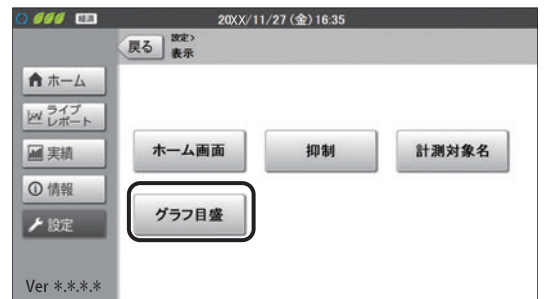 経済
20XX/11/27(金)16:35
戻る
設定>
表示
ホーム
ライブ
レポート
実績
情報
設定
ホーム画面
抑制
計測対象名
グラフ目盛
Ver *.*.*.*